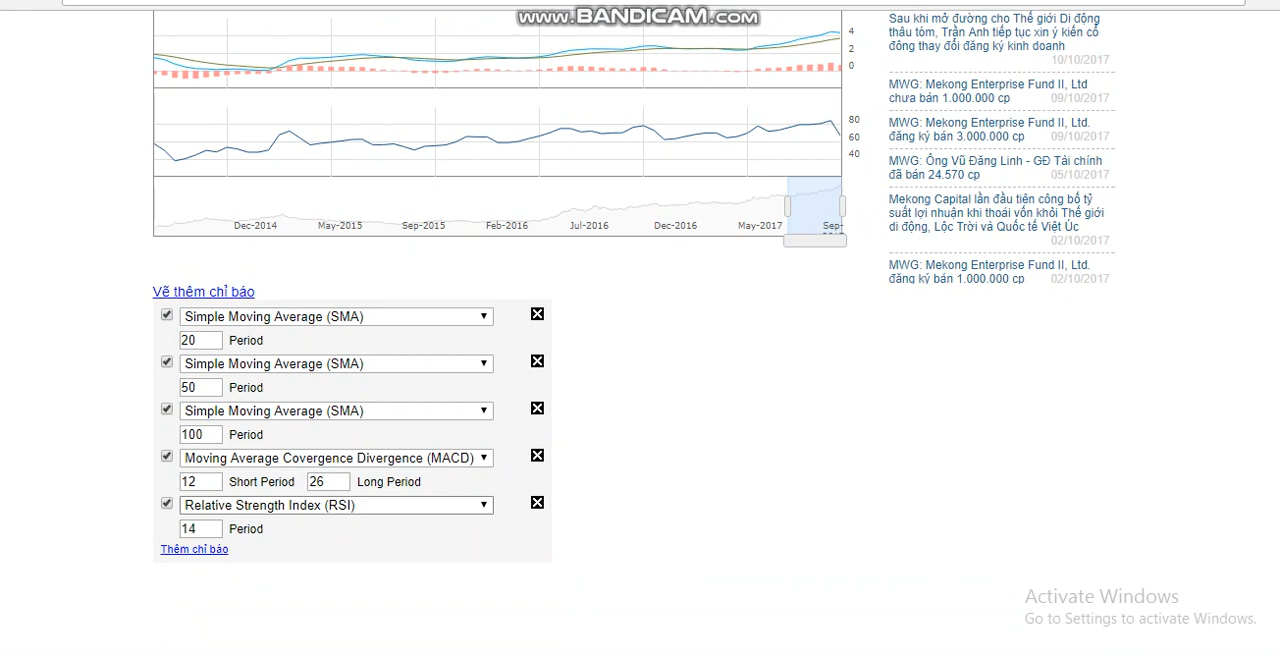 www.BANDICAM.com
4
2
0
80
60
40
Dec-2014 May-2015 Sep-2015 Feb-2016 Jul-2016 Dec-2016 May-2017 Sep-
Sau khi mở đường cho Thế giới Di động
thâu tóm, Trần Anh tiếp tục xin ý kiến cổ
đông thay đổi đăng ký kinh doanh
10/10/2017
MWG: Mekong Enterprise Fund II, Ltd
chưa bán 1.000.000 cp 09/10/2017
MWG: Mekong Enterprise Fund II, Ltd.
đăng ký bán 3.000.000 cp 09/10/2017
MWG: Ông Vũ Đăng Linh - GĐ Tài chính
đã bán 24.570 cp 05/10/2017
Mekong Capital lần đầu tiên công bố tỷ
suất lợi nhuận khi thoái vốn khỏi Thế giới
di động, Lộc Trời và Quốc tế Việt Úc
02/10/2017
MWG: Mekong Enterprise Fund II, Ltd.
đăng ký bán 1.000.000 cp 02/10/2017
Vẽ thêm chỉ báo
Simple Moving Average (SMA)
20 Period
Simple Moving Average (SMA)
50 Period
Simple Moving Average (SMA)
100 Period
Moving Average Covergence Divergence (MACD)
12 Short Period 26 Long Period
Relative Strength Index (RSI)
14 Period
Thêm chỉ báo
Activate Windows
Go to Settings to activate Windows.